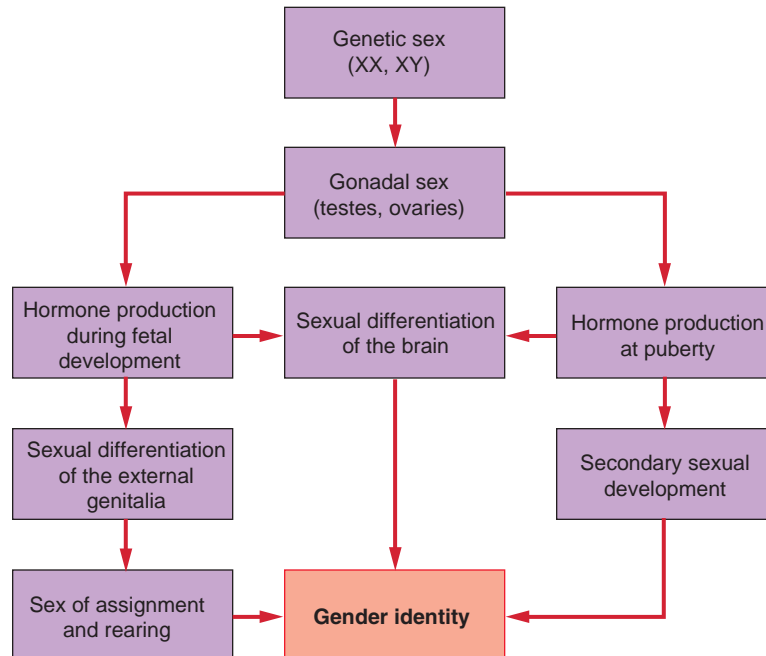 Genetic sex
(XX, XY)
Gonadal sex
(testes, ovaries)
Hormone production
during fetal
development
Sexual differentiation
of the brain
Hormone production
at puberty
Sexual differentiation
of the external
genitalia
Secondary sexual
development
Sex of assignment
and rearing
Gender identity